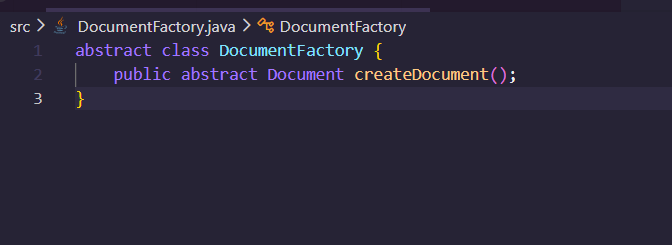 src > DocumentFactory.java > DocumentFactory
1 abstract class DocumentFactory {
2 public abstract Document createDocument();
3 }